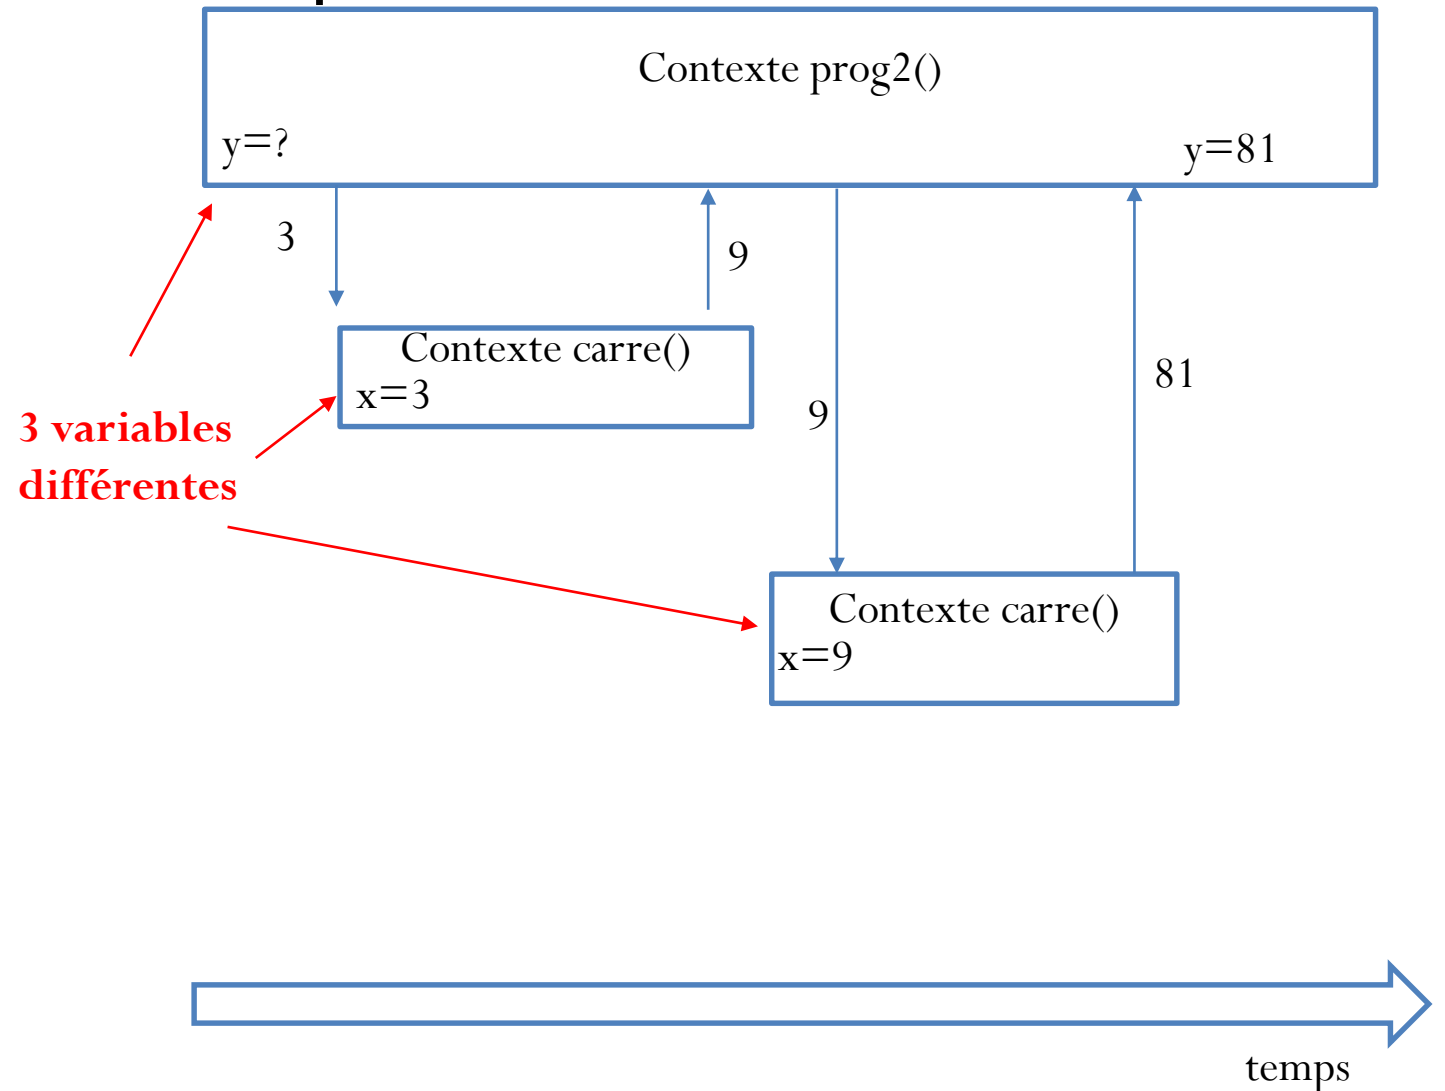 Contexte prog2()
y=?
y=81
3
9
Contexte carre()
x=3
81
9
3 variables
différentes
Contexte carre()
x=9
temps